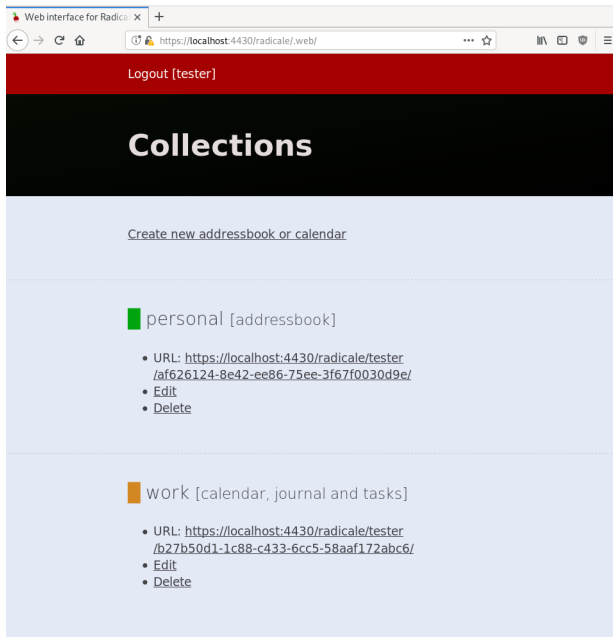 Web interface for Radical
https://localhost:4430/radicale/.web/
Logout [tester]
Collections
Create new addressbook or calendar
personal [addressbook]
URL: https://localhost:4430/radicale/tester
/af626124-8e42-ee86-75ee-3f67f0030d9e/
Edit
Delete
work [calendar, journal and tasks]
URL: https://localhost:4430/radicale/tester
/b27b50d1-1c88-c433-6cc5-58aaf172abc6/
Edit
Delete